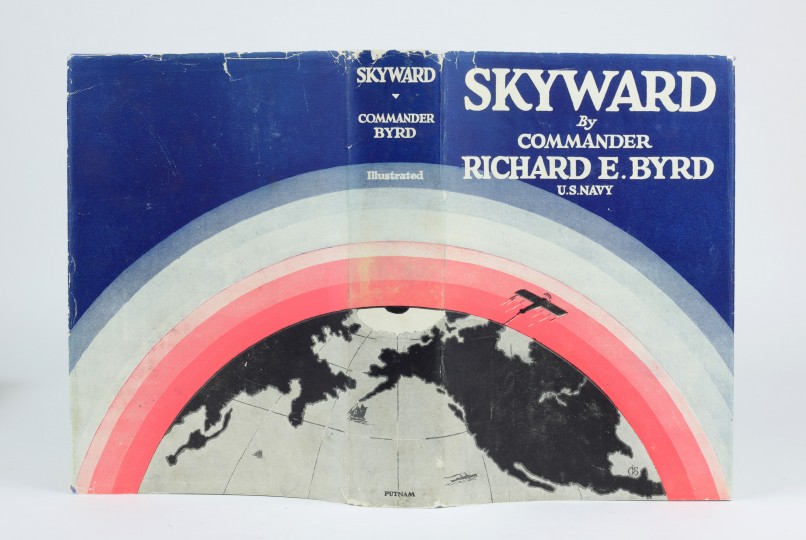 SKYWARD
COMMANDER
BYRD
Illustrated
PUTNAM
SKYWARD
By
COMMANDER
RICHARD E. BYRD
U.S. NAVY